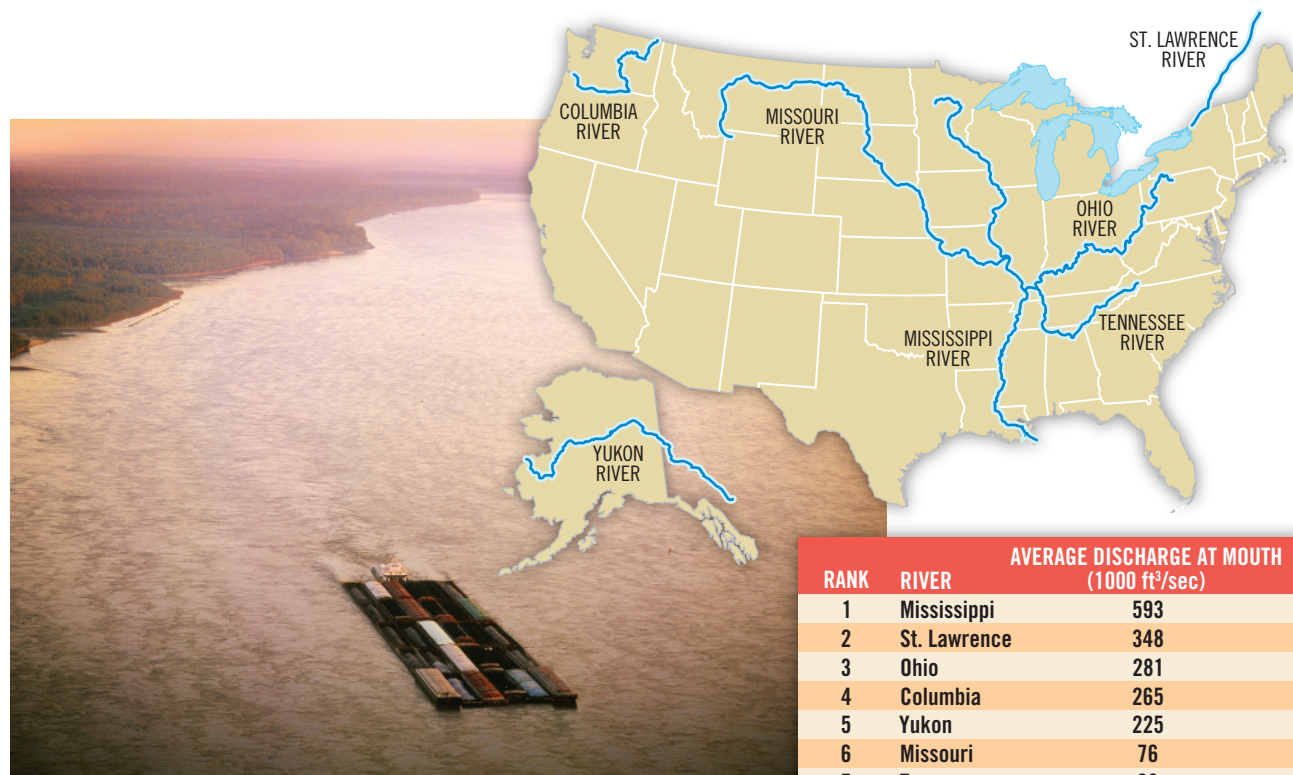 ST. LAWRENCE
RIVER
COLUMBIA
RIVER
MISSOURI
RIVER
OHIO
RIVER
MISSISSIPPI
RIVER
TENNESSEE
RIVER
YUKON
RIVER
AVERAGE DISCHARGE AT MOUTH
RANK RIVER (1000 ft³/sec)
1 Mississippi 593
2 St. Lawrence 348
3 Ohio 281
4 Columbia 265
5 Yukon 225
6 Missouri 76